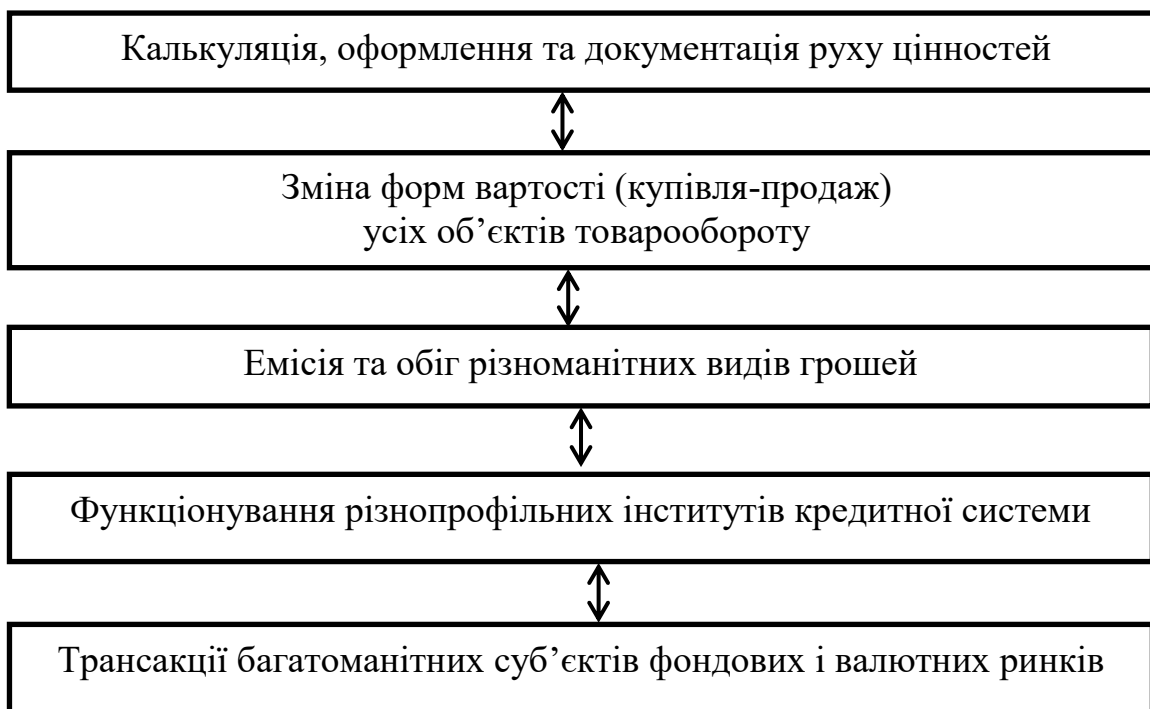 Калькуляція, оформлення та документація руху цінностей
Зміна форм вартості (купівля-продаж)
усіх об’єктів товарообороту
Емісія та обіг різноманітних видів грошей
Функціонування різнопрофільних інститутів кредитної системи
Трансакції багатоманітних суб’єктів фондових і валютних ринків